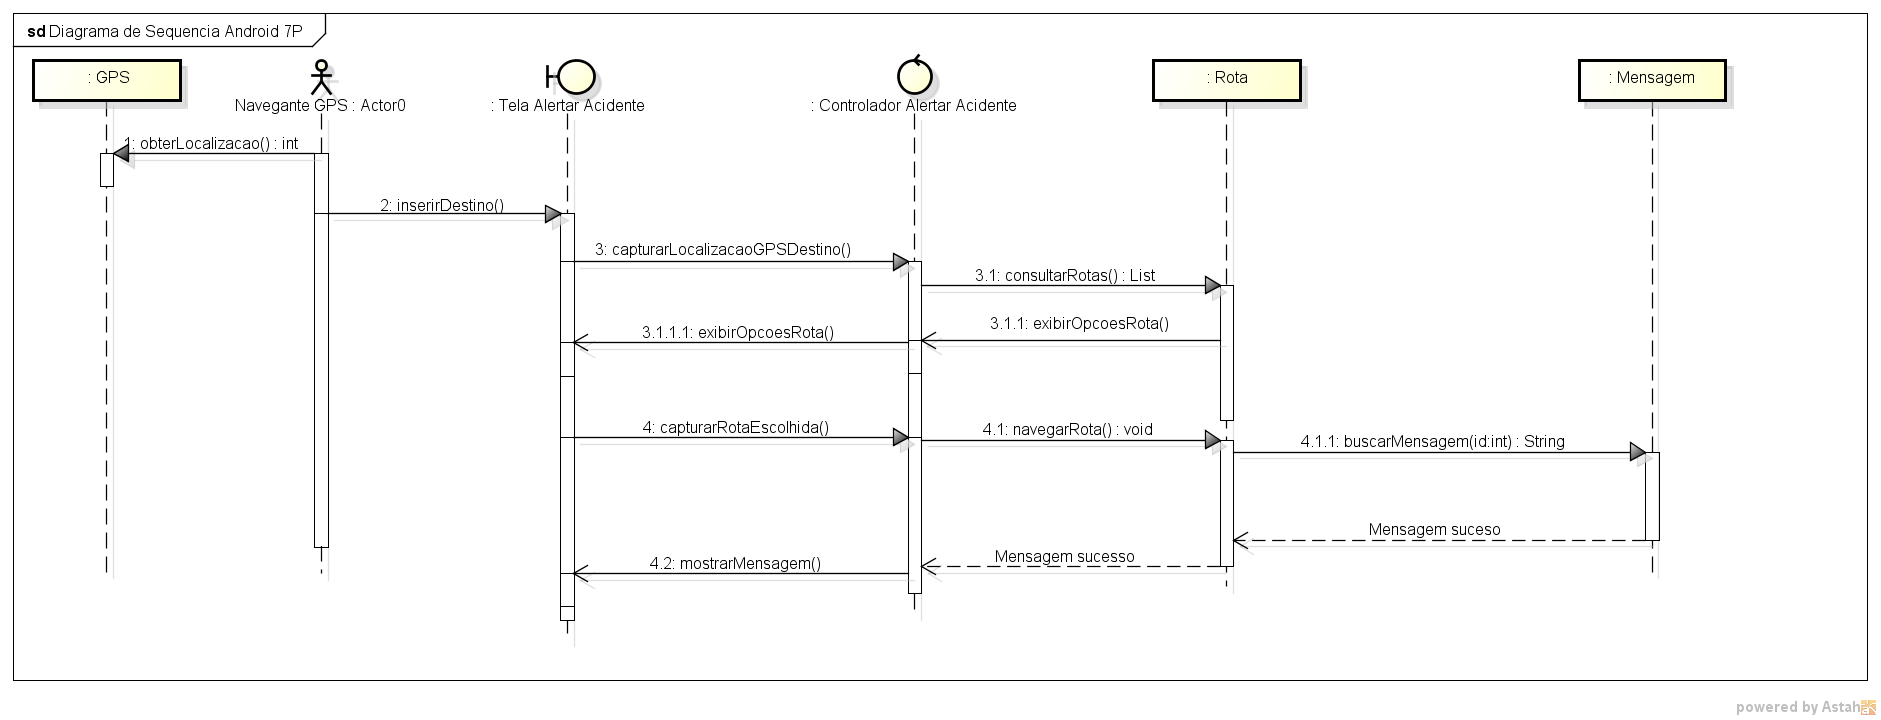 sd Diagrama de Sequencia Android 7P
: GPS
Navegante GPS : Actor0
: Tela Alertar Acidente
: Controlador Alertar Acidente
: Rota
: Mensagem
1: obterLocalizacao() : int
2: inserirDestino()
3: capturarLocalizacaoGPSDestino()
3.1: consultarRotas() : List
3.1.1: exibirOpcoesRota()
3.1.1.1: exibirOpcoesRota()
4: capturarRotaEscolhida()
4.1: navegarRota() : void
4.1.1: buscarMensagem(id:int) : String
Mensagem suceso
Mensagem sucesso
4.2: mostrarMensagem()
powered by Astah